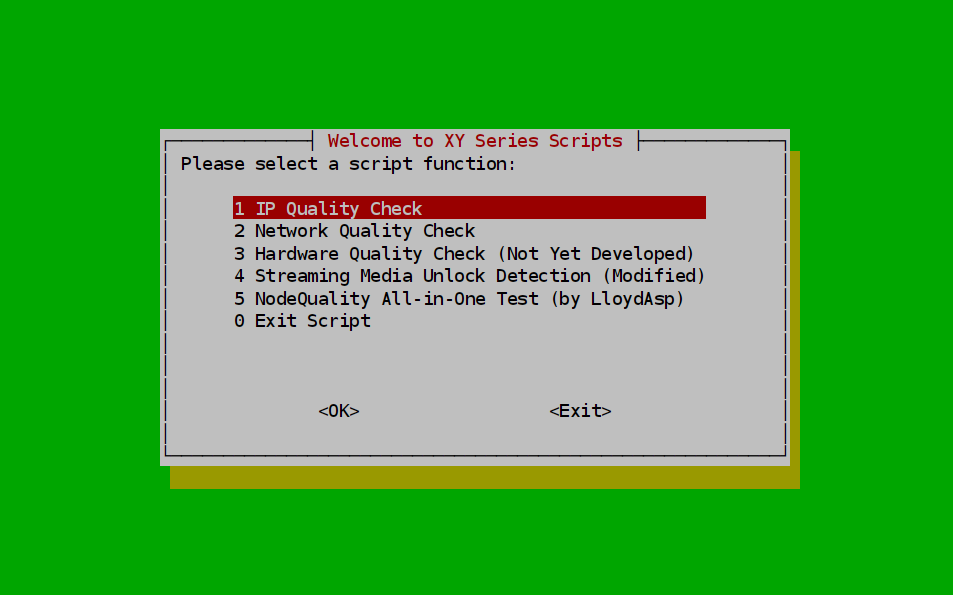 Welcome to XY Series Scripts
Please select a script function:
1 IP Quality Check
2 Network Quality Check
3 Hardware Quality Check (Not Yet Developed)
4 Streaming Media Unlock Detection (Modified)
5 NodeQuality All-in-One Test (by LloydAsp)
0 Exit Script
<OK> <Exit>